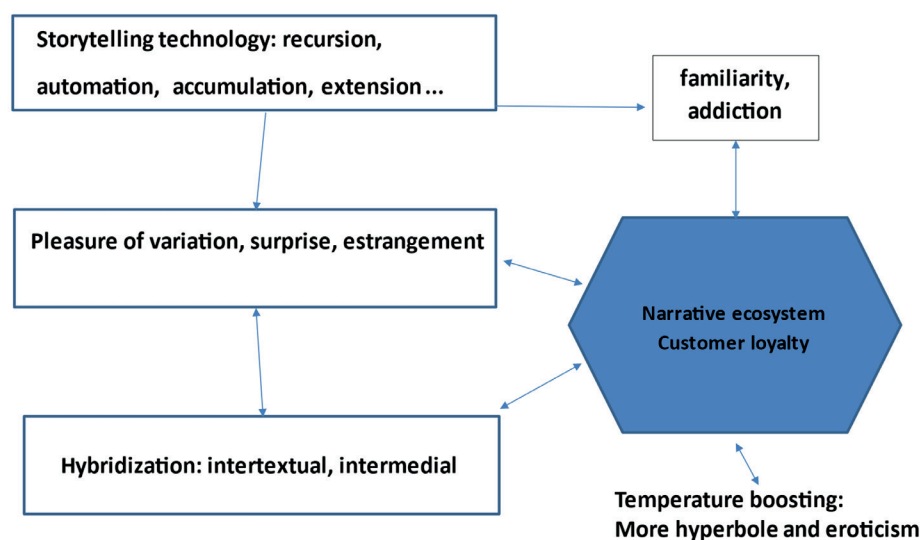 Storytelling technology: recursion,
automation, accumulation, extension ...
familiarity,
addiction
Pleasure of variation, surprise, estrangement
Narrative ecosystem
Customer loyalty
Hybridization: intertextual, intermedial
Temperature boosting:
More hyperbole and eroticism